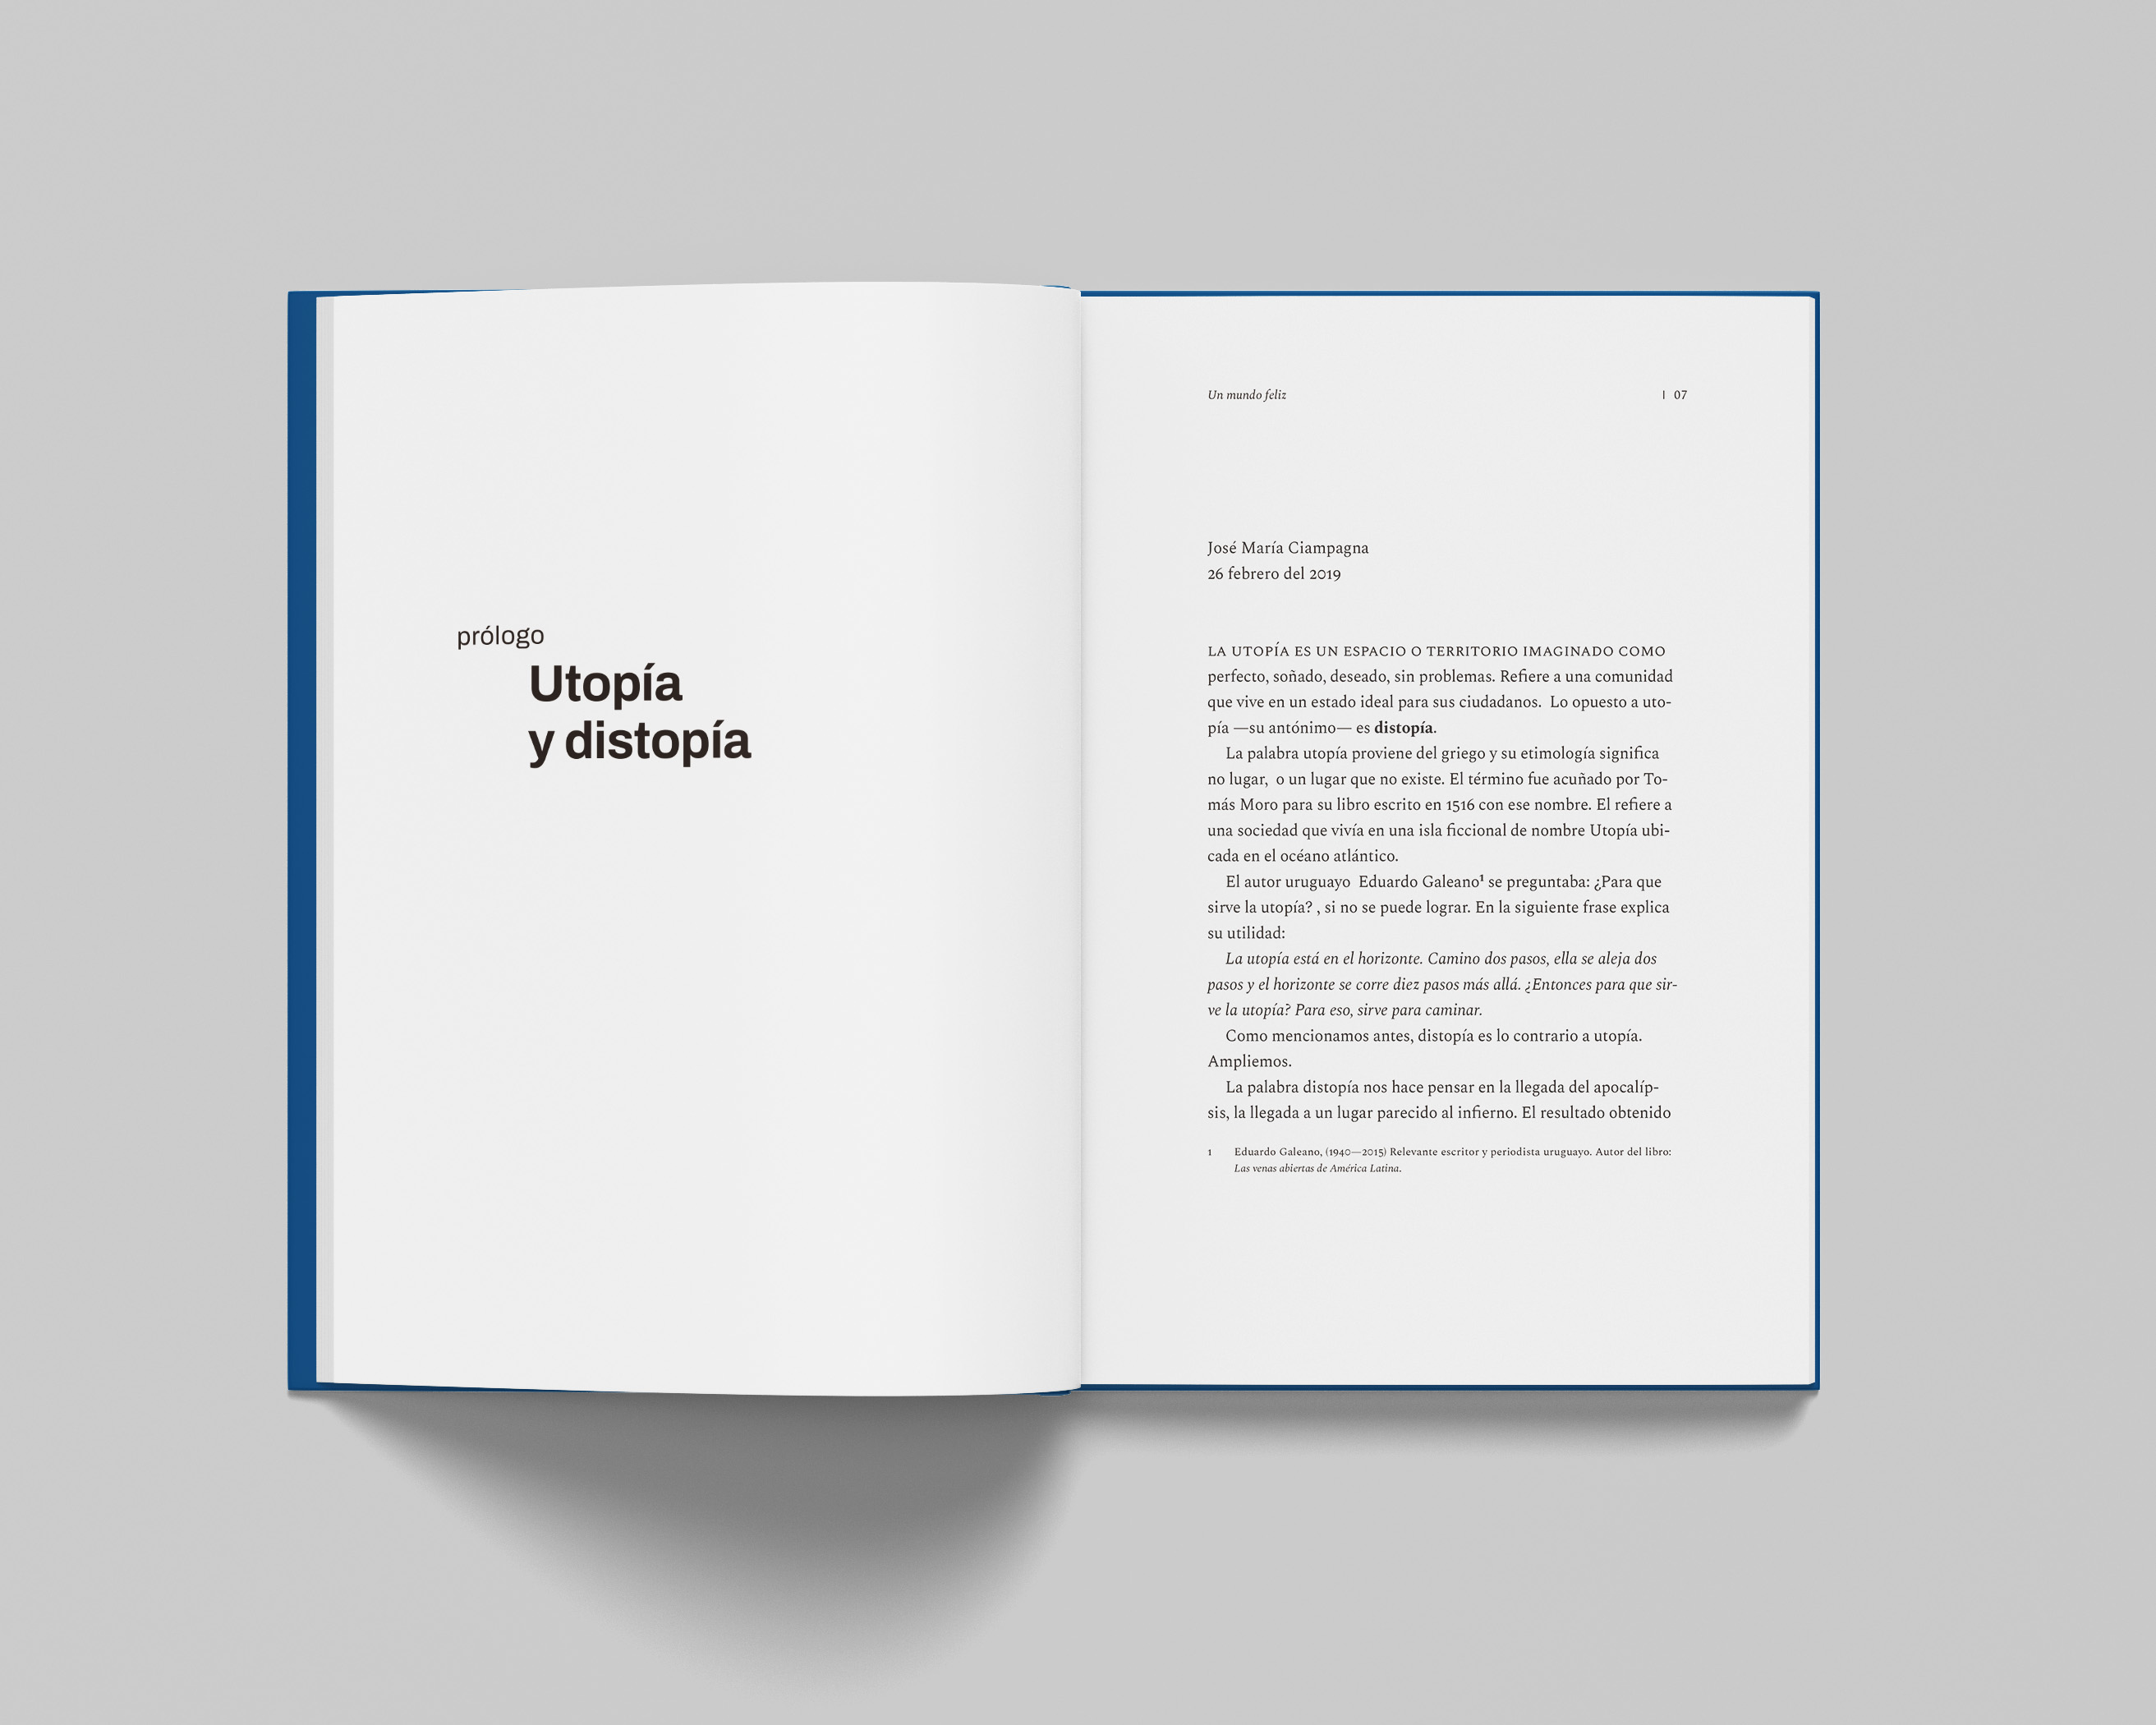 prólogo
Utopía
y distopía
Un mundo feliz | 07
José María Ciampagna
26 febrero del 2019
LA UTOPÍA ES UN ESPACIO O TERRITORIO IMAGINADO COMO
perfecto, soñado, deseado, sin problemas. Refiere a una comunidad
que vive en un estado ideal para sus ciudadanos.  Lo opuesto a uto-
pía —su antónimo— es distopía.
La palabra utopía proviene del griego y su etimología significa
no lugar,  o un lugar que no existe. El término fue acuñado por To-
más Moro para su libro escrito en 1516 con ese nombre. El refiere a
una sociedad que vivía en una isla ficcional de nombre Utopía ubi-
cada en el océano atlántico.
El autor uruguayo  Eduardo Galeano¹ se preguntaba: ¿Para que
sirve la utopía? , si no se puede lograr. En la siguiente frase explica
su utilidad:
La utopía está en el horizonte. Camino dos pasos, ella se aleja dos
pasos y el horizonte se corre diez pasos más allá. ¿Entonces para que sir-
ve la utopía? Para eso, sirve para caminar.
Como mencionamos antes, distopía es lo contrario a utopía.
Ampliemos.
La palabra distopía nos hace pensar en la llegada del apocalíp-
sis, la llegada a un lugar parecido al infierno. El resultado obtenido
1 Eduardo Galeano, (1940—2015) Relevante escritor y periodista uruguayo. Autor del libro:
Las venas abiertas de América Latina.